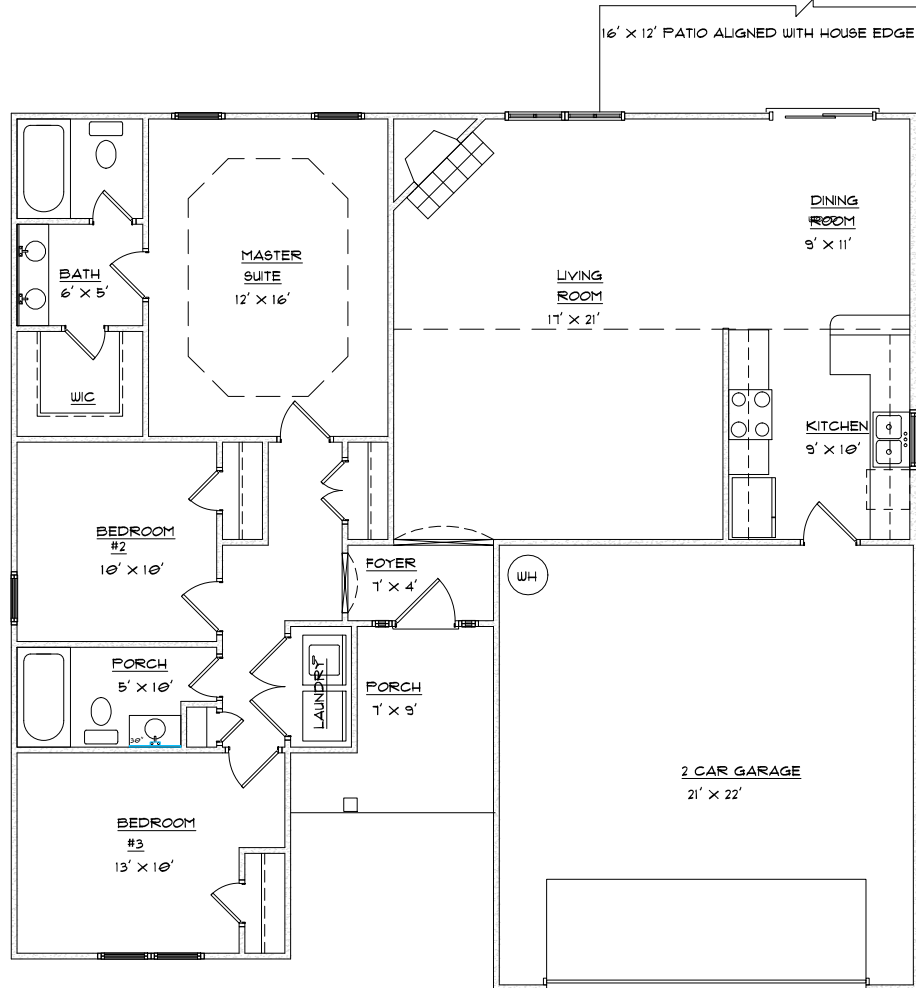 16' X 12' PATIO ALIGNED WITH HOUSE EDGE
DINING
ROOM
9' X 11'
MASTER
SUITE
12' X 16'
BATH
6' X 5'
LIVING
ROOM
17' X 21'
WIC
KITCHEN
9' X 10'
BEDROOM
#2
10' X 10'
FOYER
7' X 4'
WH
PORCH
5' X 10'
LAUNDRY
PORCH
7' X 9'
30"
2 CAR GARAGE
21' X 22'
BEDROOM
#3
13' X 10'